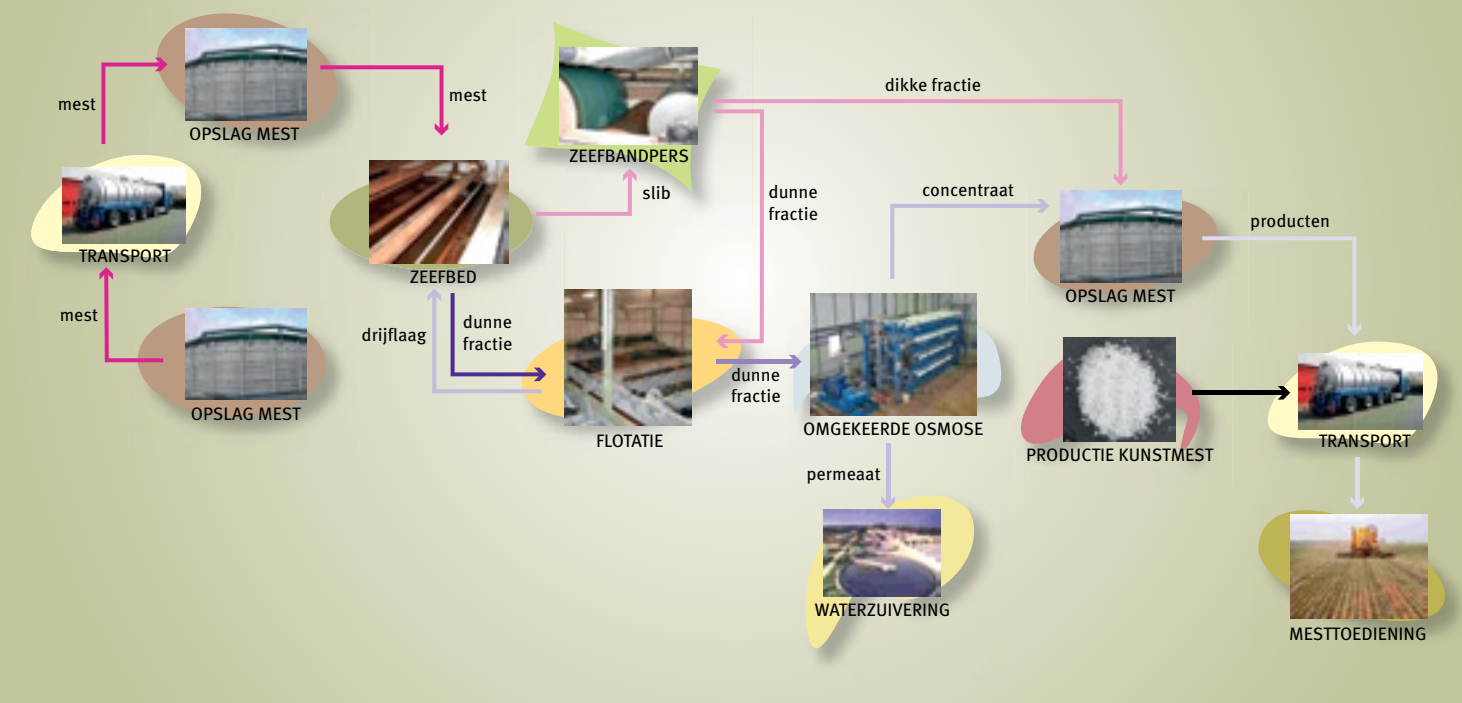 mest
OPSLAG MEST
mest
TRANSPORT
mest
OPSLAG MEST
ZEEFBED
drijflaag
dunne
fractie
slib
ZEEFBANDPERS
dikke fractie
dunne
fractie
FLOTATIE
dunne
fractie
concentraat
OMGEKEERDE OSMOSE
permeaat
WATERZUIVERING
OPSLAG MEST
producten
PRODUCTIE KUNSTMEST
TRANSPORT
MESTTOEDIENING